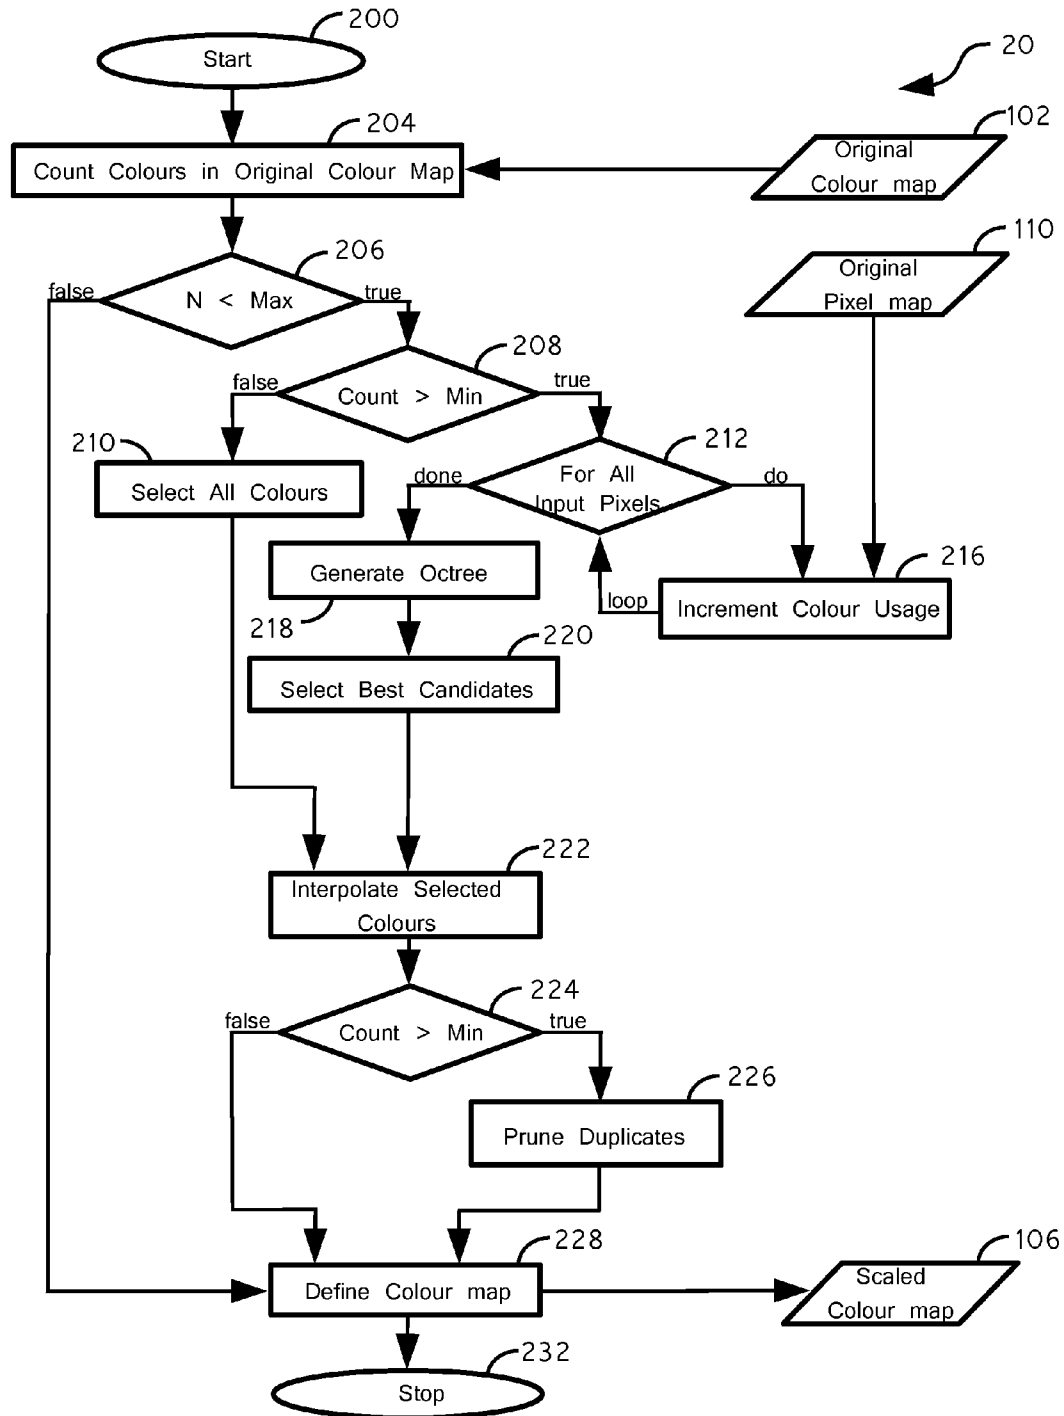 200
Start
20
204
Count Colours in Original Colour Map
102
Original
Colour map
206
N < Max
false
true
110
Original
Pixel map
208
Count > Min
false
true
210
Select All Colours
212
For All
Input Pixels
done
do
Generate Octree
218
loop
216
Increment Colour Usage
220
Select Best Candidates
222
Interpolate Selected
Colours
224
Count > Min
false
true
226
Prune Duplicates
228
Define Colour map
106
Scaled
Colour map
232
Stop